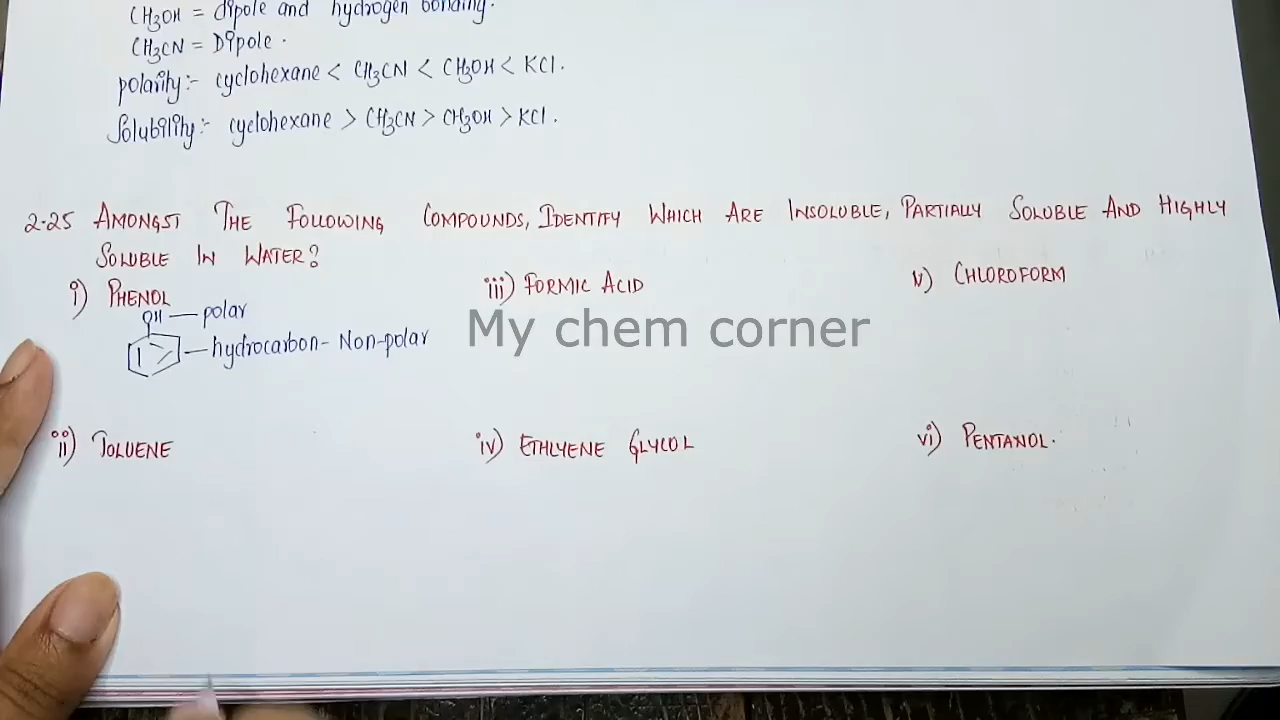 CH3OH = dipole and hydrogen bonding.
CH3CN = Dipole.
polarity:- cyclohexane < CH3CN < CH3OH < KCl.
Solubility:- cyclohexane > CH3CN > CH3OH > KCl.
2.25 AMONGST THE FOLLOWING COMPOUNDS, IDENTIFY WHICH ARE INSOLUBLE, PARTIALLY SOLUBLE AND HIGHLY
SOLUBLE IN WATER?
i) PHENOL
OH — polar
— hydrocarbon - Non-polar
ii) TOLUENE
iii) FORMIC ACID
My chem corner
iv) ETHLYENE GLYCOL
v) CHLOROFORM
vi) PENTANOL.